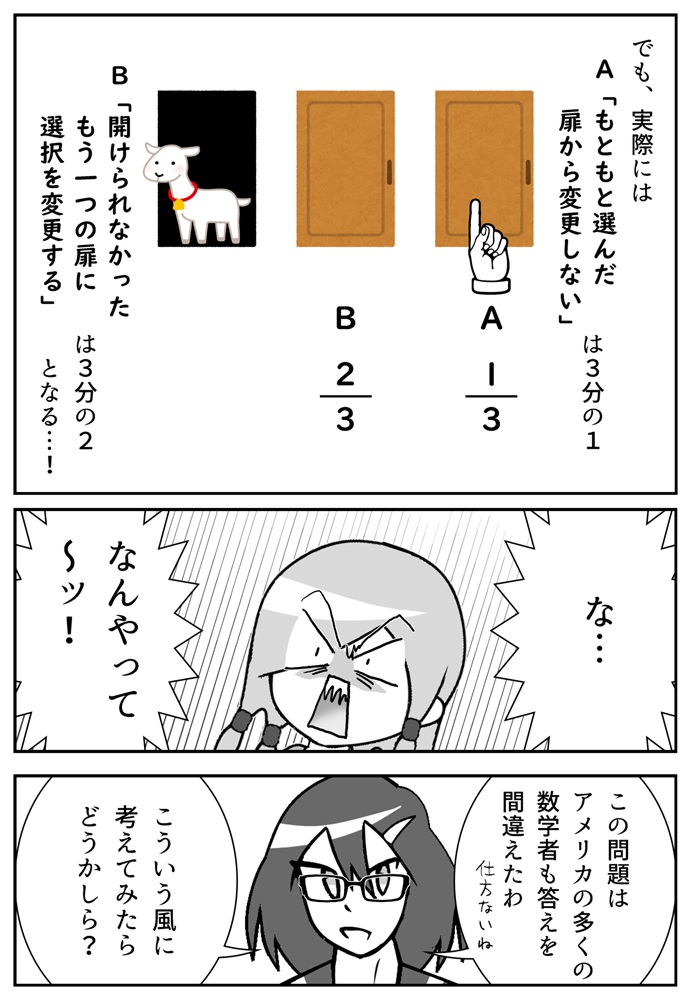 でも、実際には
A「もともと選んだ
扉から変更しない」
は3分の1
A
1
3
B
2
3
B「開けられなかった
もう一つの扉に
選択を変更する」
は3分の2
となる…!
な…
なんやって
～ッ!
この問題は
アメリカの多くの
数学者も答えを
間違えたわ
仕方ないね
こういう風に
考えてみたら
どうかしら?